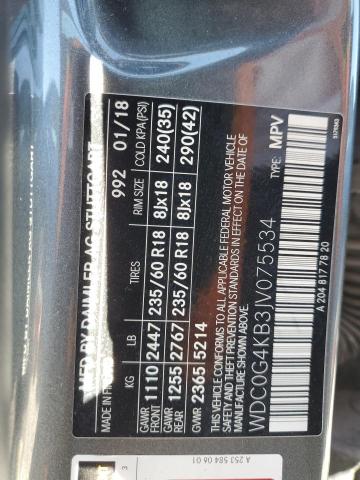 MFD BY DAIMLER AG STUTTGART
MADE IN
992 01/18
KG LB TIRES RIM SIZE COLD KPA(PSI)
GAWR FRONT 1110 2447 235/60 R18 8Jx18 240(35)
GAWR REAR 1255 2767 235/60 R18 8Jx18 290(42)
GVWR 2365 5214
THIS VEHICLE CONFORMS TO ALL APPLICABLE FEDERAL MOTOR VEHICLE
SAFETY AND THEFT PREVENTION STANDARDS IN EFFECT ON THE
DATE OF MANUFACTURE SHOWN ABOVE
WDC0G4KB3JV075534 TYPE: MPV
A 204 817 78 20
A 253 584 06 01
3